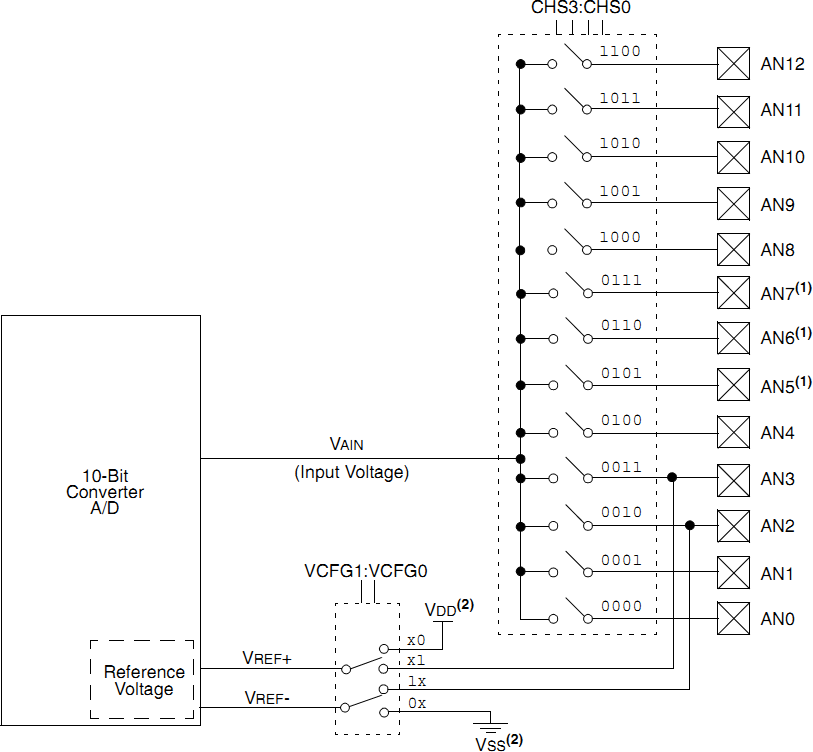 CHS3:CHS0
1100
AN12
1011
AN11
1010
AN10
1001
AN9
1000
AN8
0111
AN7(1)
0110
AN6(1)
0101
AN5(1)
0100
AN4
VAIN
(Input Voltage)
0011
AN3
10-Bit
Converter
A/D
0010
AN2
0001
AN1
VCFG1:VCFG0
0000
AN0
VDD(2)
x0
VREF+
x1
Reference
Voltage
1x
VREF-
0x
VSS(2)